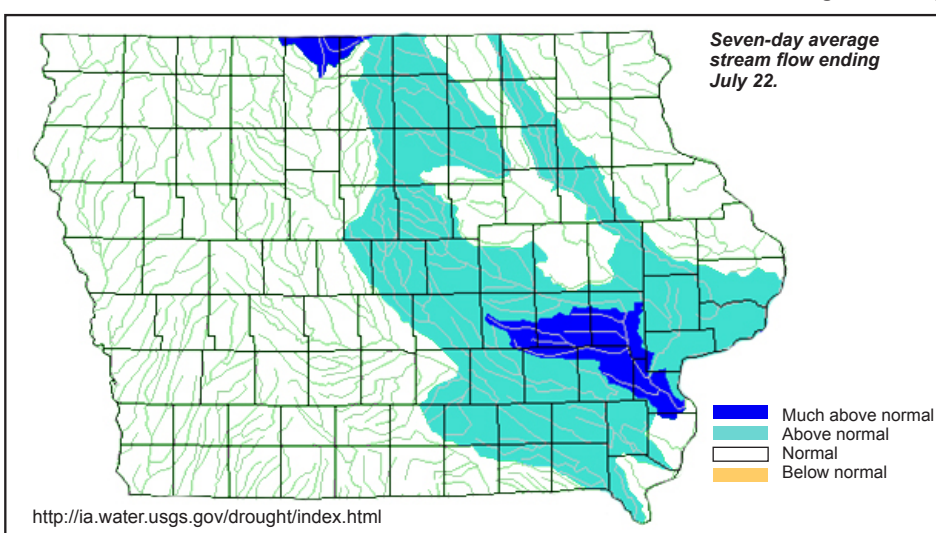 Seven-day average
stream flow ending
July 22.
Much above normal
Above normal
Normal
Below normal
http://ia.water.usgs.gov/drought/index.html